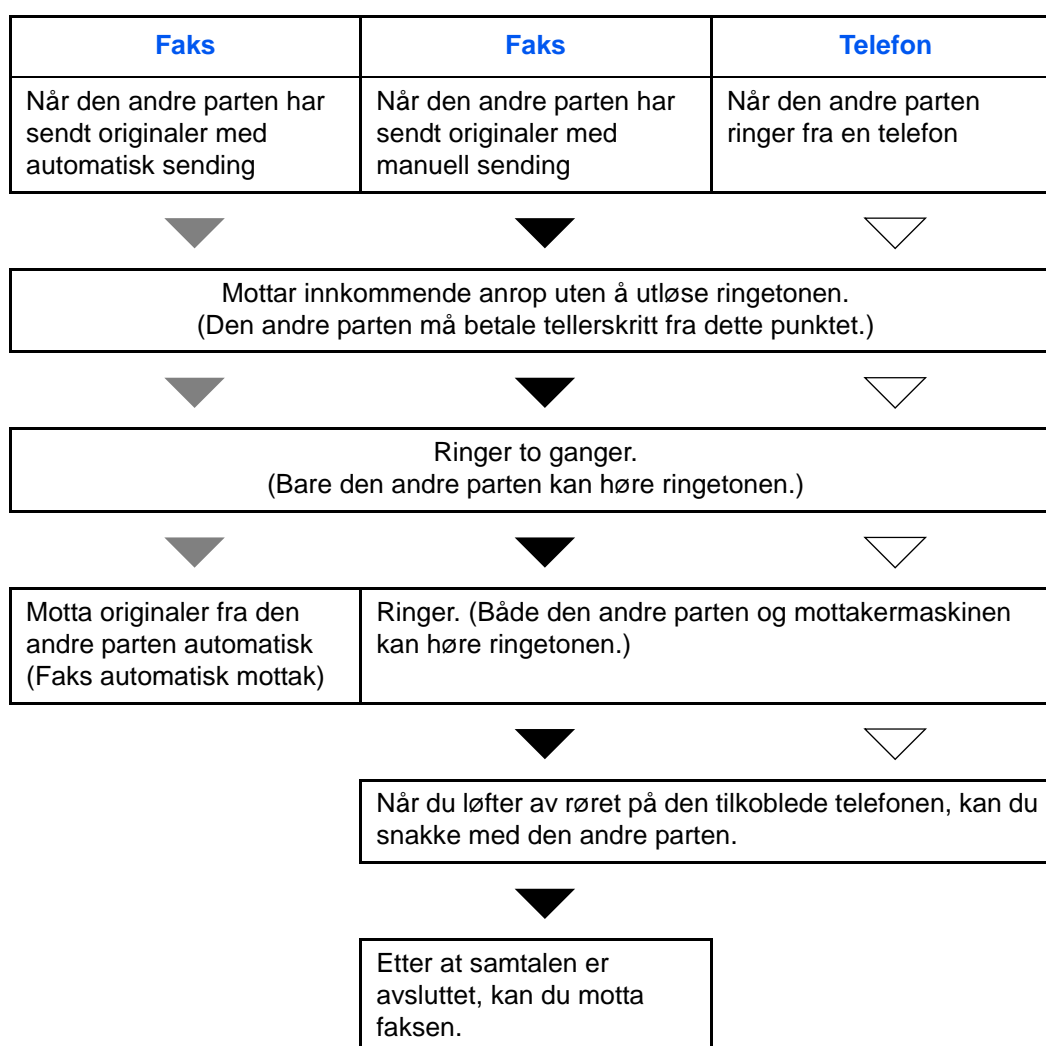 Faks
Faks
Telefon
Når den andre parten har
sendt originaler med
automatisk sending
Når den andre parten har
sendt originaler med
manuell sending
Når den andre parten
ringer fra en telefon
Mottar innkommende anrop uten å utløse ringetonen.
(Den andre parten må betale tellerskritt fra dette punktet.)
Ringer to ganger.
(Bare den andre parten kan høre ringetonen.)
Motta originaler fra den
andre parten automatisk
(Faks automatisk mottak)
Ringer. (Både den andre parten og mottakermaskinen
kan høre ringetonen.)
Når du løfter av røret på den tilkoblede telefonen, kan du
snakke med den andre parten.
Etter at samtalen er
avsluttet, kan du motta
faksen.